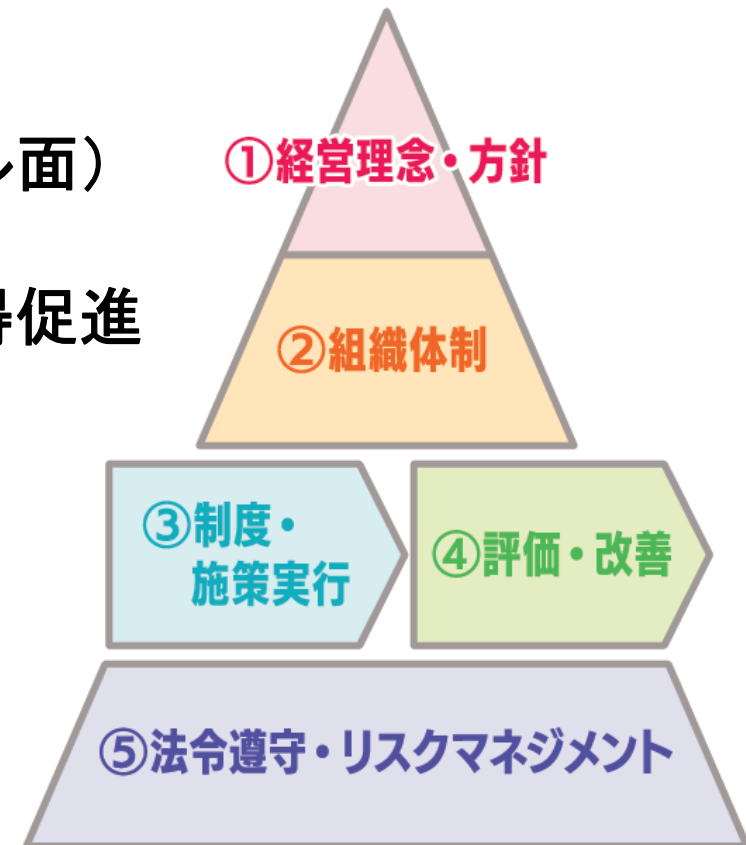 ル面）
①経営理念・方針
得促進
②組織体制
③制度・
施策実行
④評価・改善
⑤法令遵守・リスクマネジメント